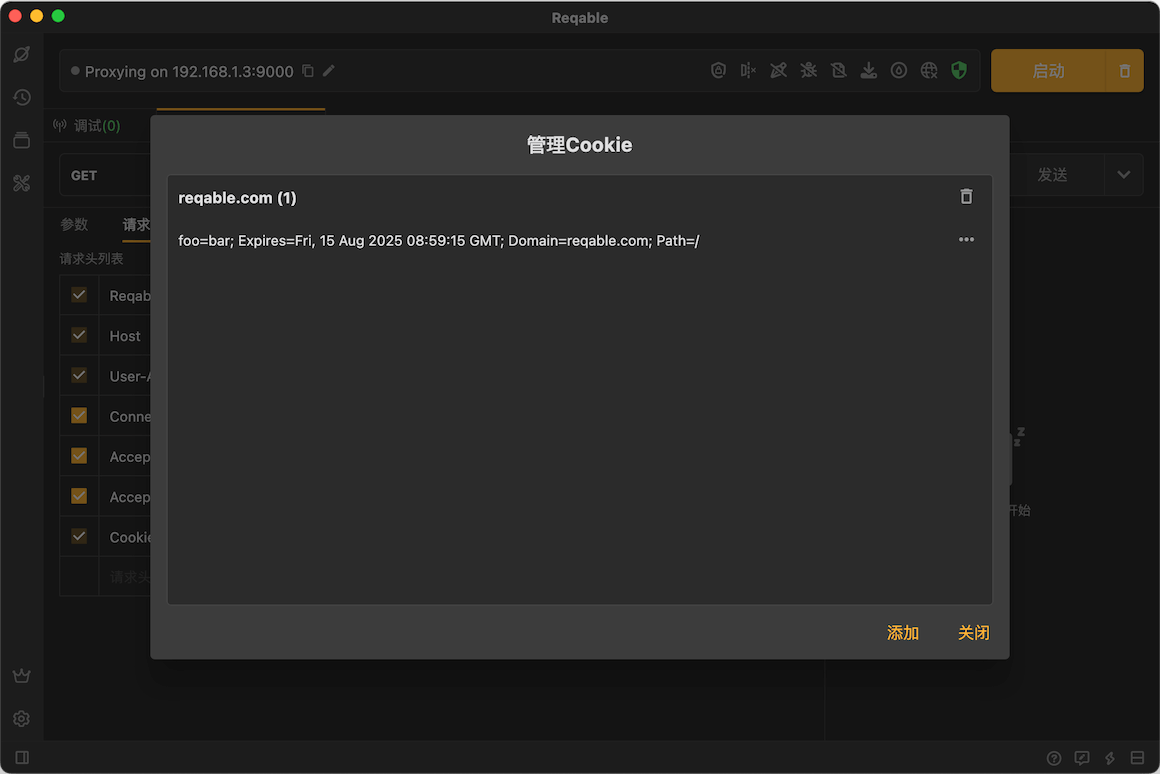 Reqable
Proxying on 192.168.1.3:9000
启动
调试(0)
管理Cookie
GET
发送
reqable.com (1)
参数
请求
foo=bar; Expires=Fri, 15 Aug 2025 08:59:15 GMT; Domain=reqable.com; Path=/
请求头列表
Reqab
Host
User-A
Conne
Accep
Accep
Cookie
请求头
z
z
开始
添加
关闭